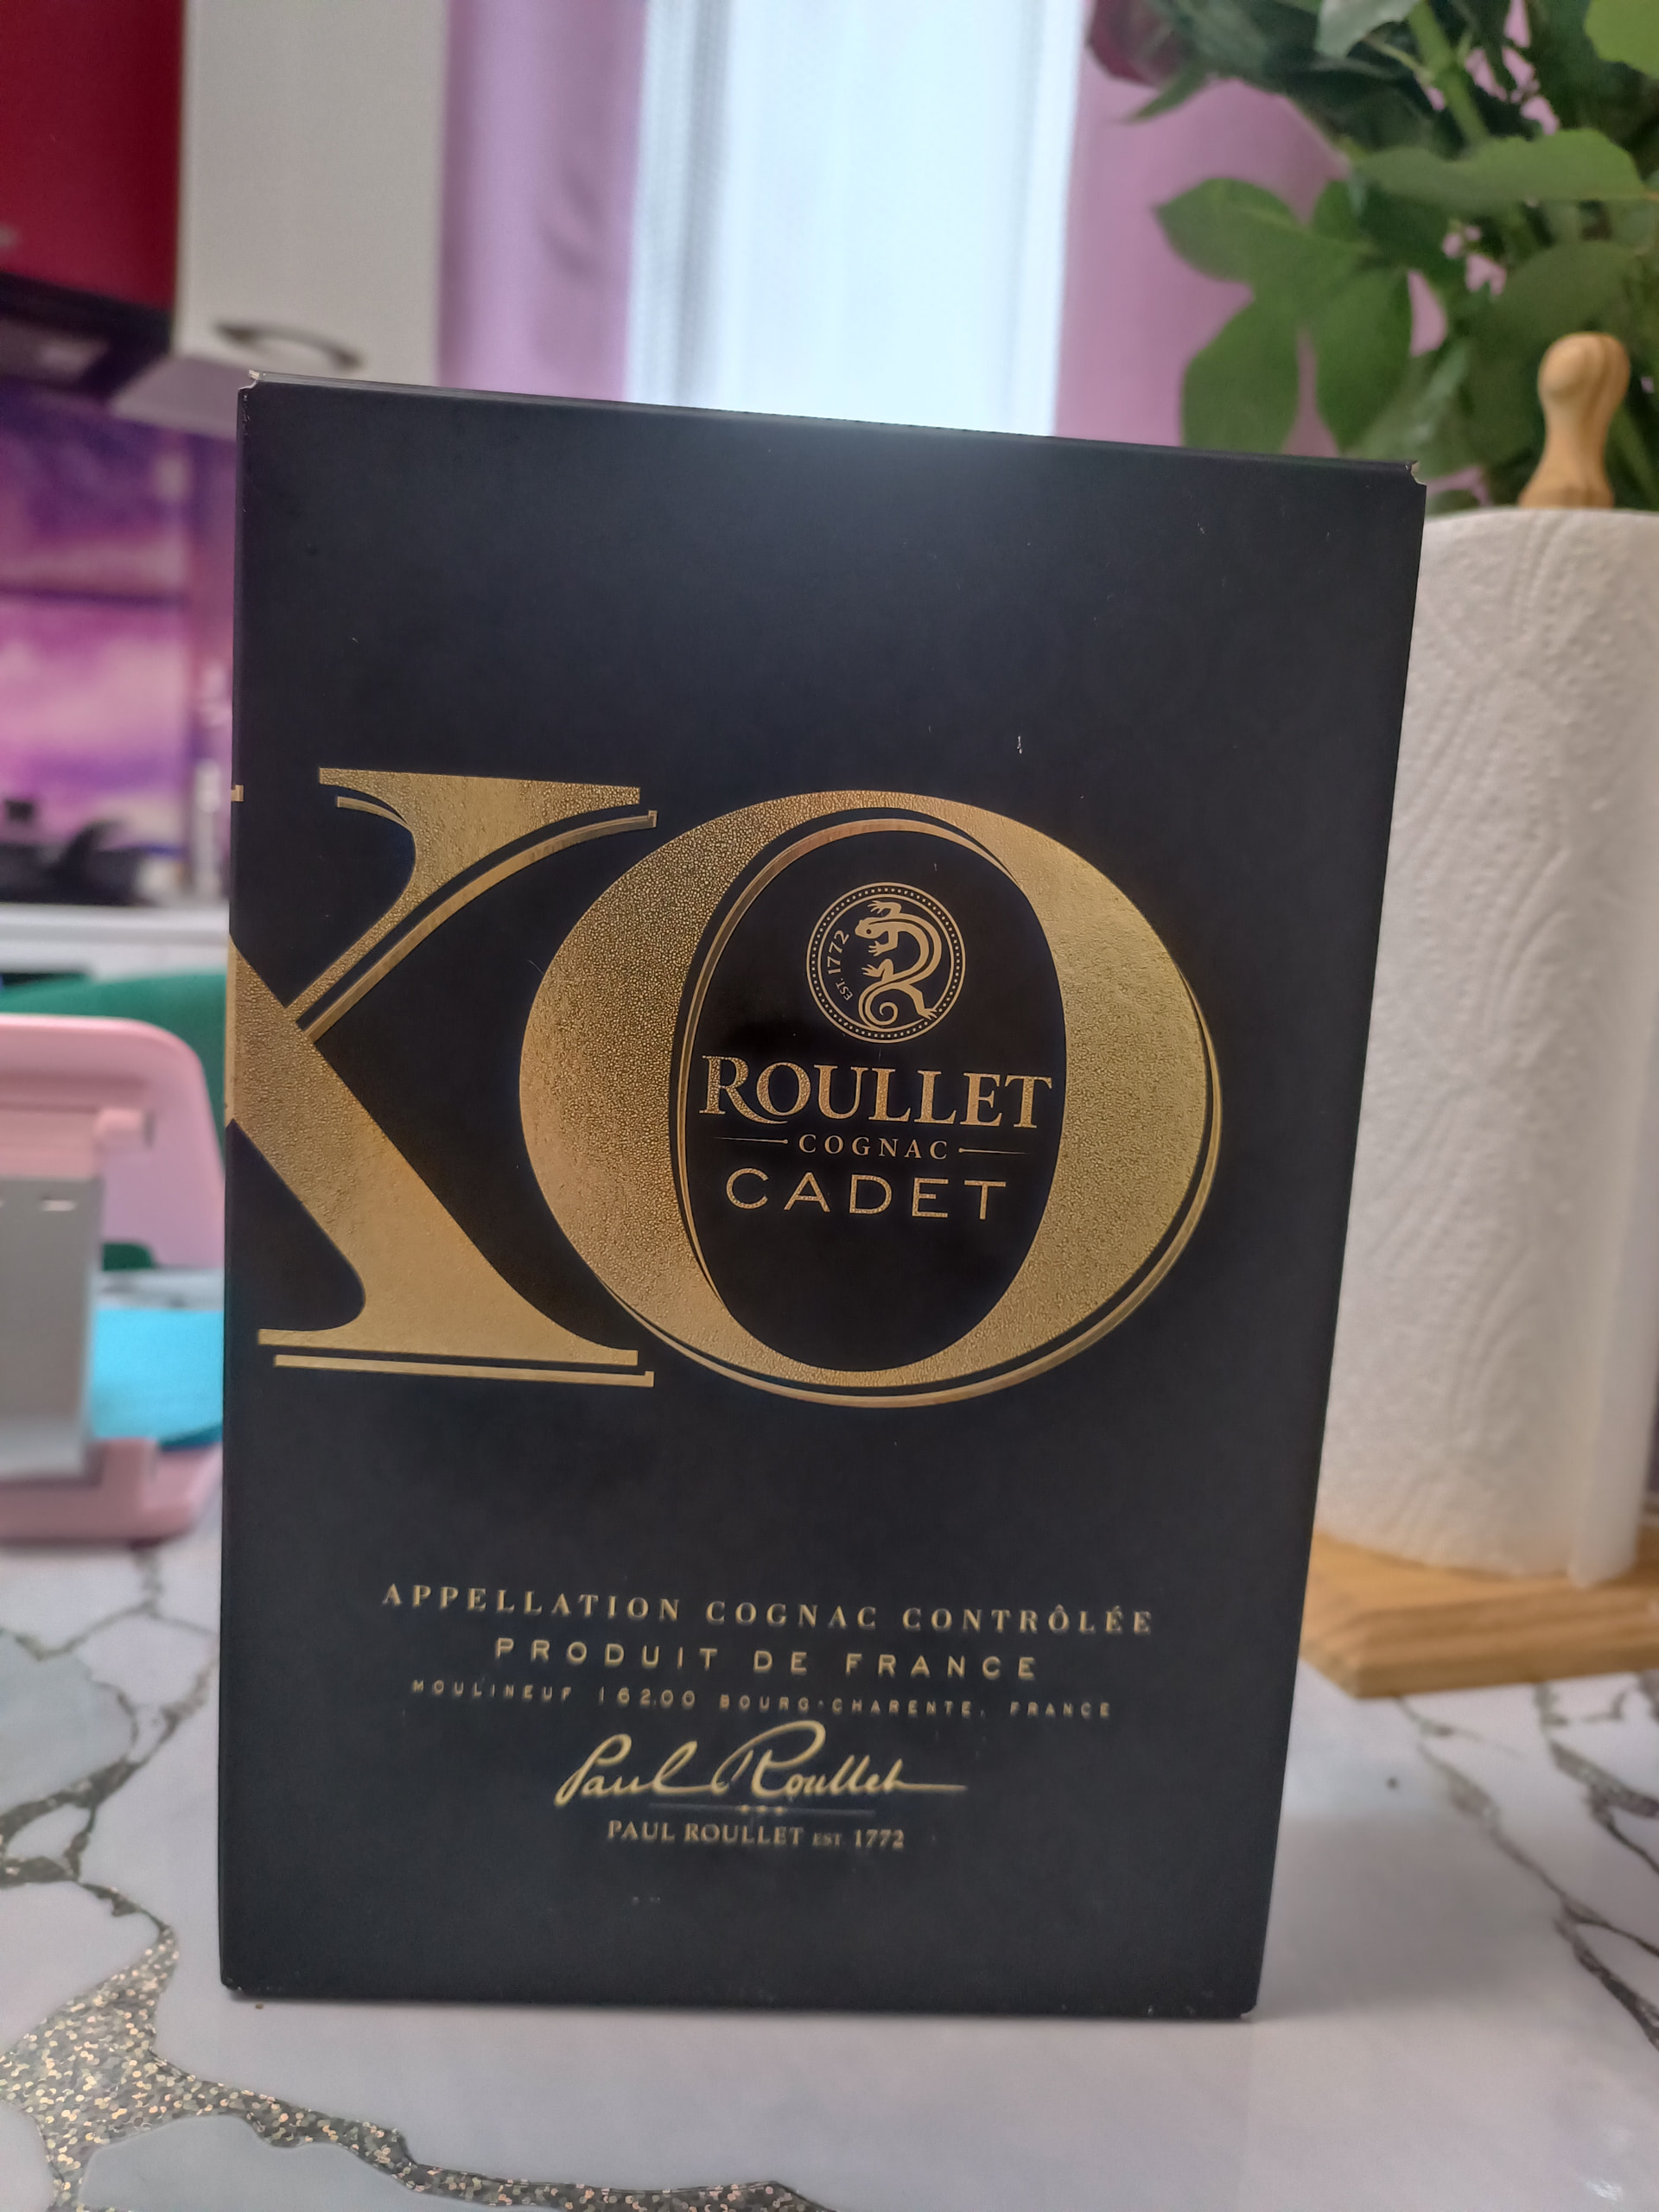 XO
EST. 1772
ROULLET
COGNAC
CADET
APPELLATION COGNAC CONTRÔLÉE
PRODUIT DE FRANCE
MOULINEUF 16200 BOURG-CHARENTE, FRANCE
Paul Roullet
PAUL ROULLET EST. 1772